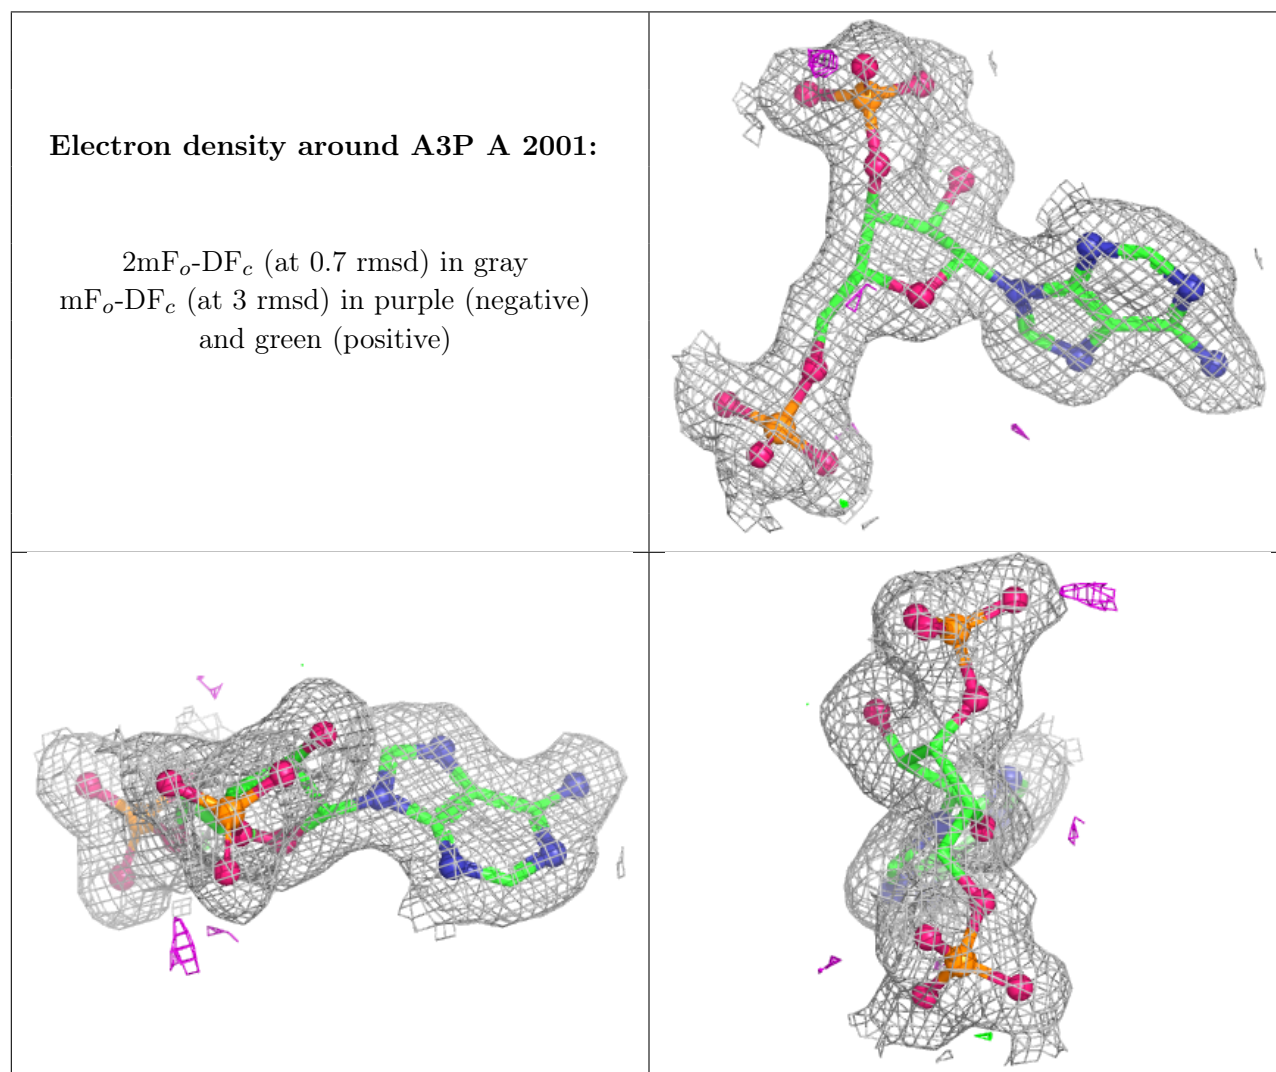 Electron density around A3P A 2001:
2mFo-DFc (at 0.7 rmsd) in gray
mFo-DFc (at 3 rmsd) in purple (negative)
and green (positive)